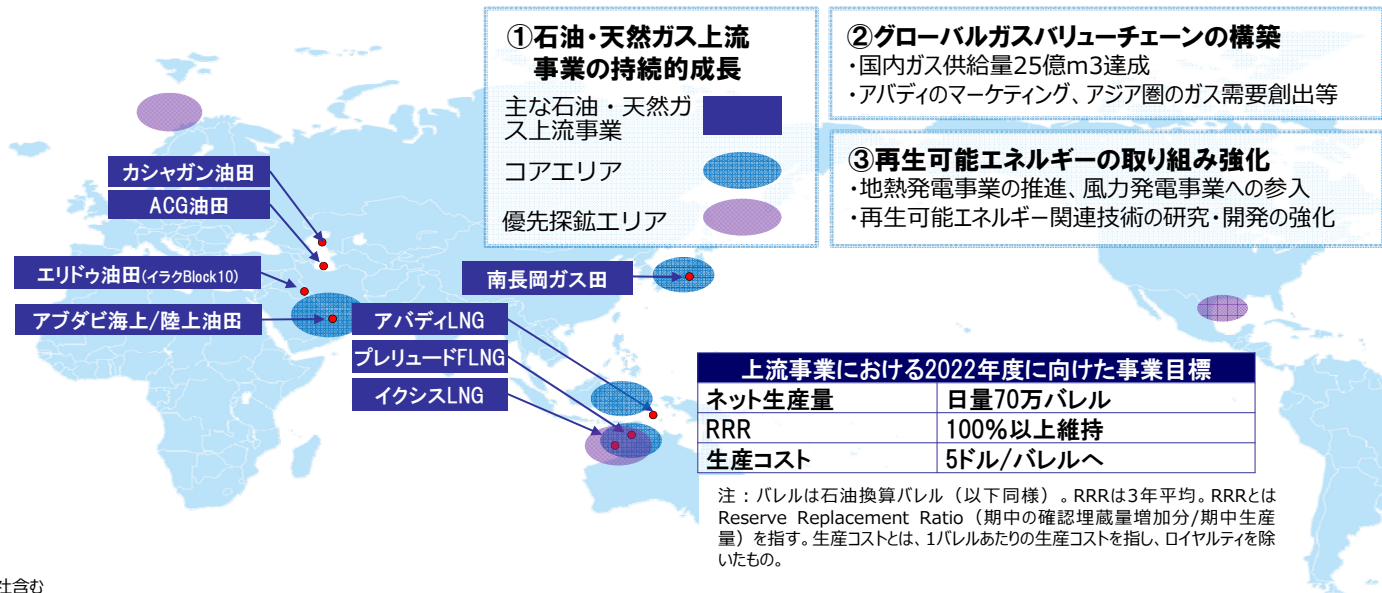 ①石油・天然ガス上流
事業の持続的成長
主な石油・天然ガ
ス上流事業
コアエリア
優先探鉱エリア
②グローバルガスバリューチェーンの構築
・国内ガス供給量25億m3達成
・アバディのマーケティング、アジア圏のガス需要創出等
③再生可能エネルギーの取り組み強化
・地熱発電事業の推進、風力発電事業への参入
・再生可能エネルギー関連技術の研究・開発の強化
カシャガン油田
ACG油田
エリドゥ油田(イラクBlock10)
アブダビ海上/陸上油田
南長岡ガス田
アバディLNG
プレリュードFLNG
イクシスLNG
上流事業における2022年度に向けた事業目標
ネット生産量 日量70万バレル
RRR 100%以上維持
生産コスト 5ドル/バレルへ
注：バレルは石油換算バレル（以下同様）。RRRは3年平均。RRRとは
Reserve Replacement Ratio（期中の確認埋蔵量増加分/期中生産
量）を指す。生産コストとは、1バレルあたりの生産コストを指し、ロイヤルティを除
いたもの。
社含む